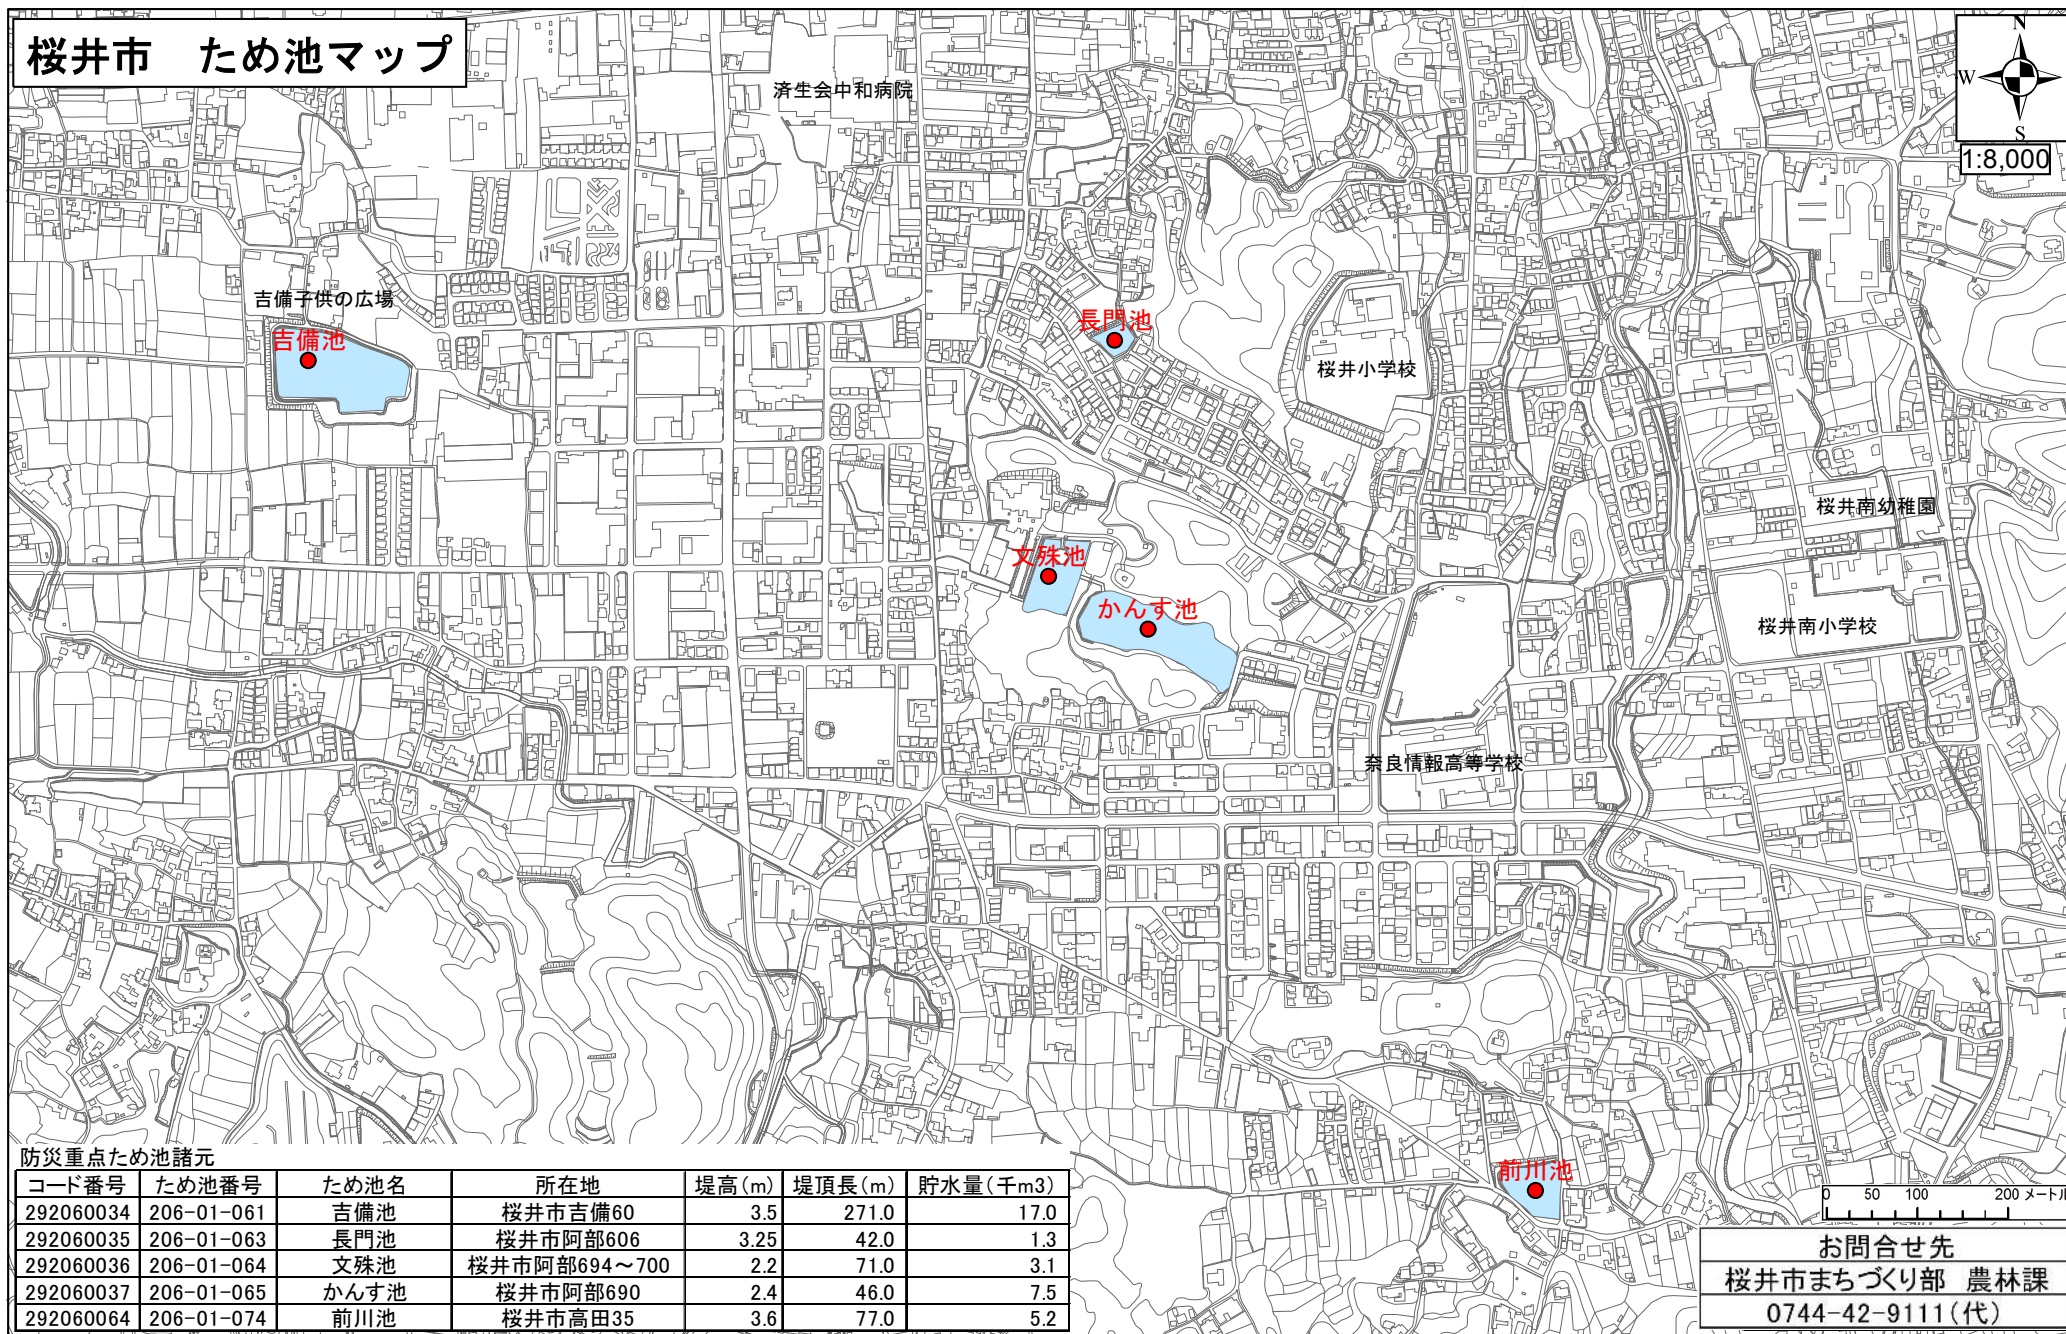 桜井市　ため池マップ
N
W
S
1:8,000
済生会中和病院
吉備子供の広場
吉備池
長門池
桜井小学校
桜井南幼稚園
文殊池
かんす池
桜井南小学校
奈良情報高等学校
前川池
0 50 100 200 メートル
防災重点ため池諸元
コード番号 ため池番号 ため池名 所在地 堤高(m) 堤頂長(m) 貯水量(千m3)
292060034 206-01-061 吉備池 桜井市吉備60 3.5 271.0 17.0
292060035 206-01-063 長門池 桜井市阿部606 3.25 42.0 1.3
292060036 206-01-064 文殊池 桜井市阿部694～700 2.2 71.0 3.1
292060037 206-01-065 かんす池 桜井市阿部690 2.4 46.0 7.5
292060064 206-01-074 前川池 桜井市高田35 3.6 77.0 5.2
お問合せ先
桜井市まちづくり部 農林課
0744-42-9111(代)